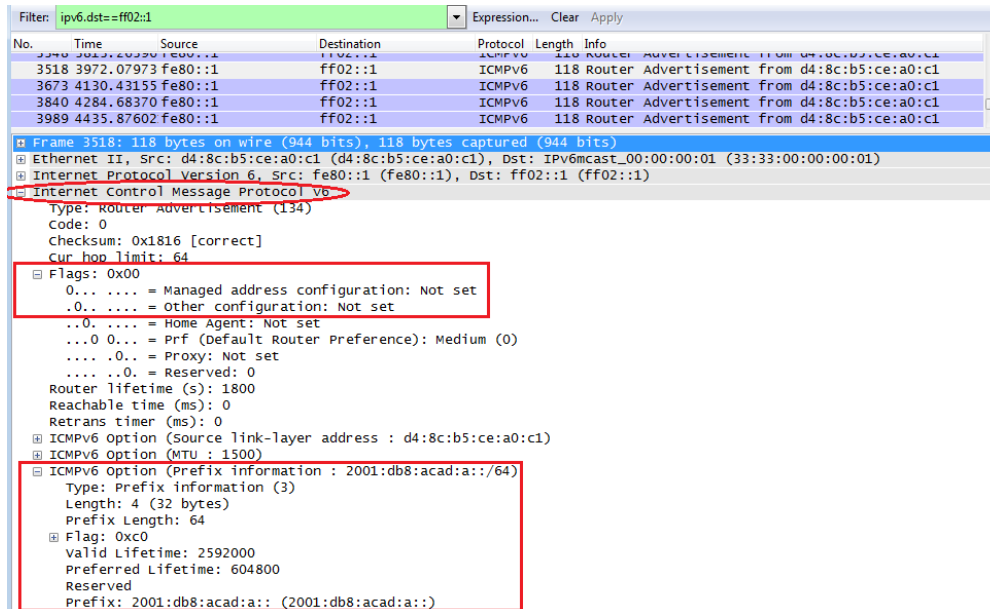 Filter: ipv6.dst==ff02::1 Expression... Clear Apply
No. Time Source Destination Protocol Length Info
118 Router Advertisement from d4:8c:b5:ce:a0:c1
3518 3972.07973 fe80::1 ff02::1 ICMPv6 118 Router Advertisement from d4:8c:b5:ce:a0:c1
3673 4130.43155 fe80::1 ff02::1 ICMPv6 118 Router Advertisement from d4:8c:b5:ce:a0:c1
3840 4284.68370 fe80::1 ff02::1 ICMPv6 118 Router Advertisement from d4:8c:b5:ce:a0:c1
3989 4435.87602 fe80::1 ff02::1 ICMPv6 118 Router Advertisement from d4:8c:b5:ce:a0:c1
Frame 3518: 118 bytes on wire (944 bits), 118 bytes captured (944 bits)
Ethernet II, Src: d4:8c:b5:ce:a0:c1 (d4:8c:b5:ce:a0:c1), Dst: IPv6mcast_00:00:00:01 (33:33:00:00:00:01)
Internet Protocol Version 6, Src: fe80::1 (fe80::1), Dst: ff02::1 (ff02::1)
Internet Control Message Protocol v6
Type: Router Advertisement (134)
Code: 0
Checksum: 0x1816 [correct]
Cur hop limit: 64
Flags: 0x00
0... .... = Managed address configuration: Not set
.0.. .... = Other configuration: Not set
..0. .... = Home Agent: Not set
...0 0... = Prf (Default Router Preference): Medium (0)
.... .0.. = Proxy: Not set
.... ..0. = Reserved: 0
Router lifetime (s): 1800
Reachable time (ms): 0
Retrans timer (ms): 0
ICMPv6 Option (Source link-layer address : d4:8c:b5:ce:a0:c1)
ICMPv6 Option (MTU : 1500)
ICMPv6 Option (Prefix information : 2001:db8:acad:a::/64)
Type: Prefix information (3)
Length: 4 (32 bytes)
Prefix Length: 64
Flag: 0xc0
Valid Lifetime: 2592000
Preferred Lifetime: 604800
Reserved
Prefix: 2001:db8:acad:a:: (2001:db8:acad:a::)